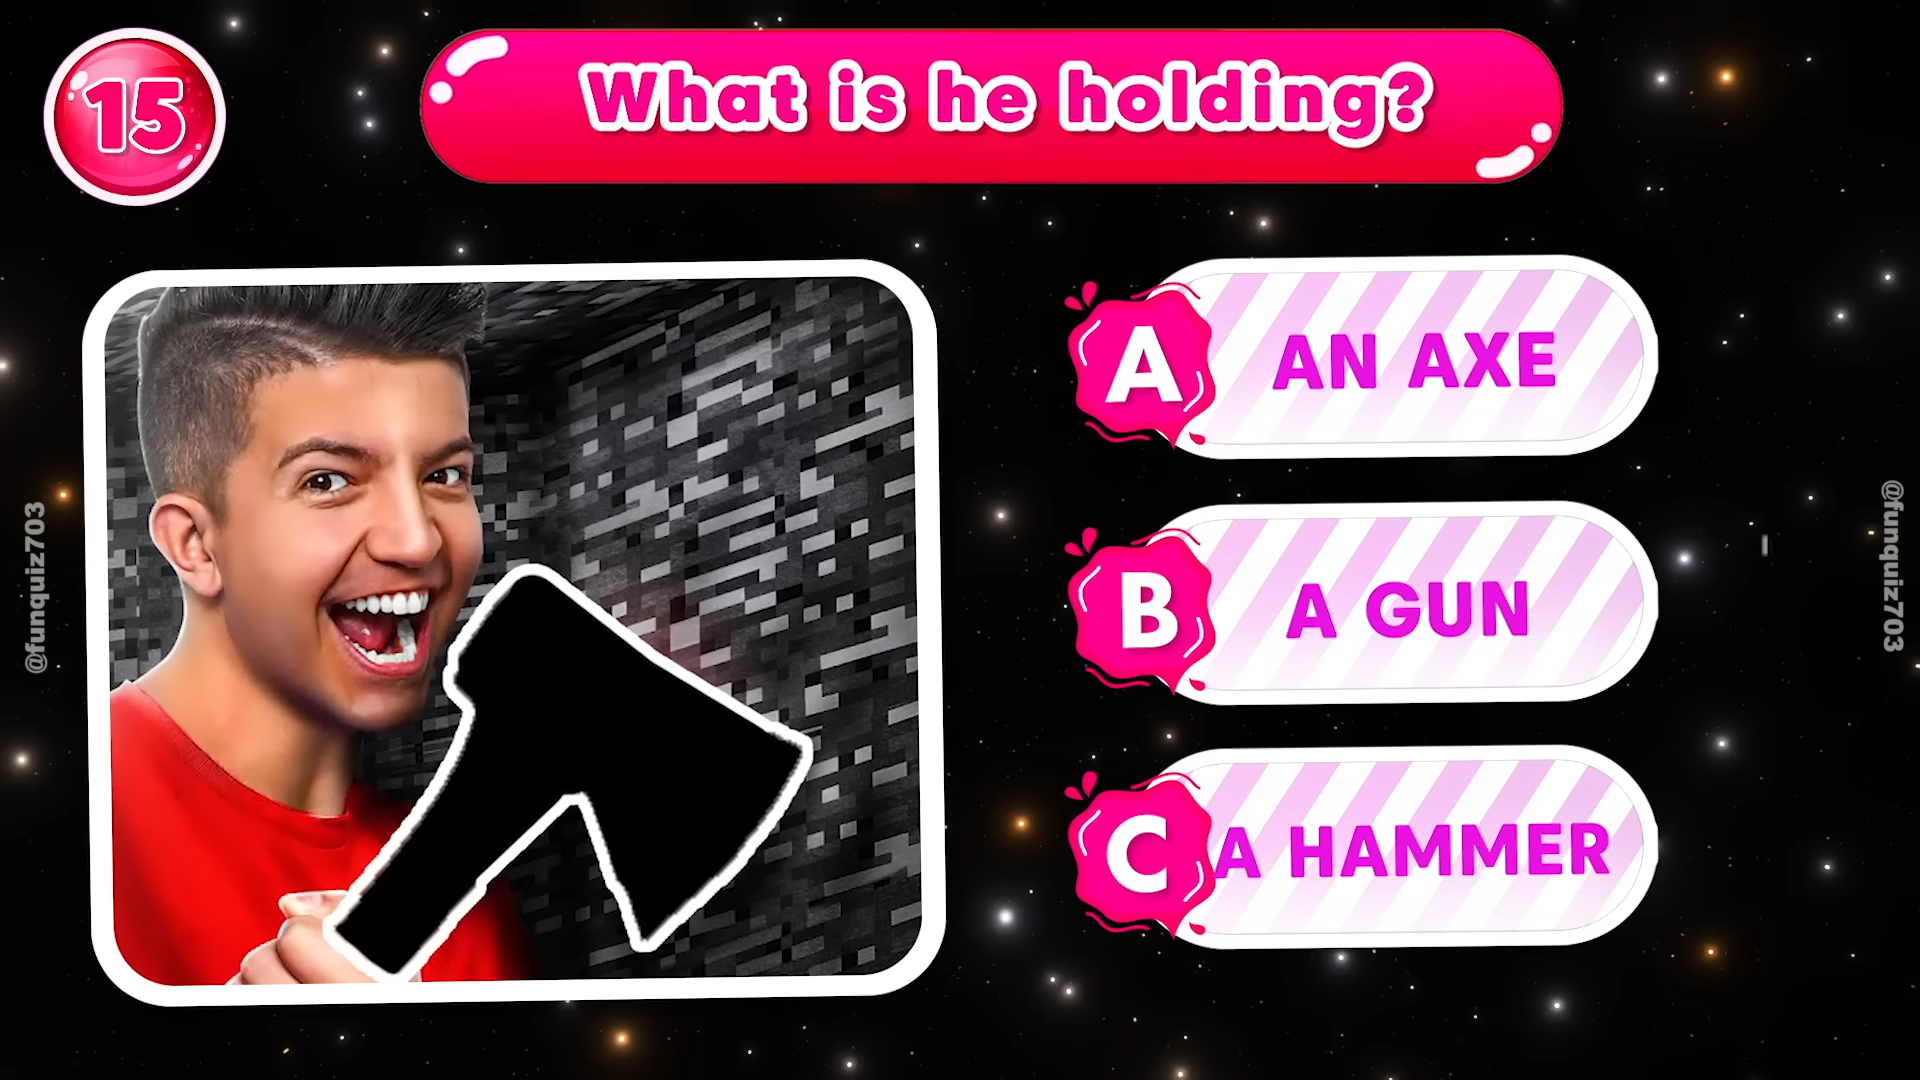 15
What is he holding?
A AN AXE
B A GUN
C A HAMMER
@funquiz703
@funquiz703